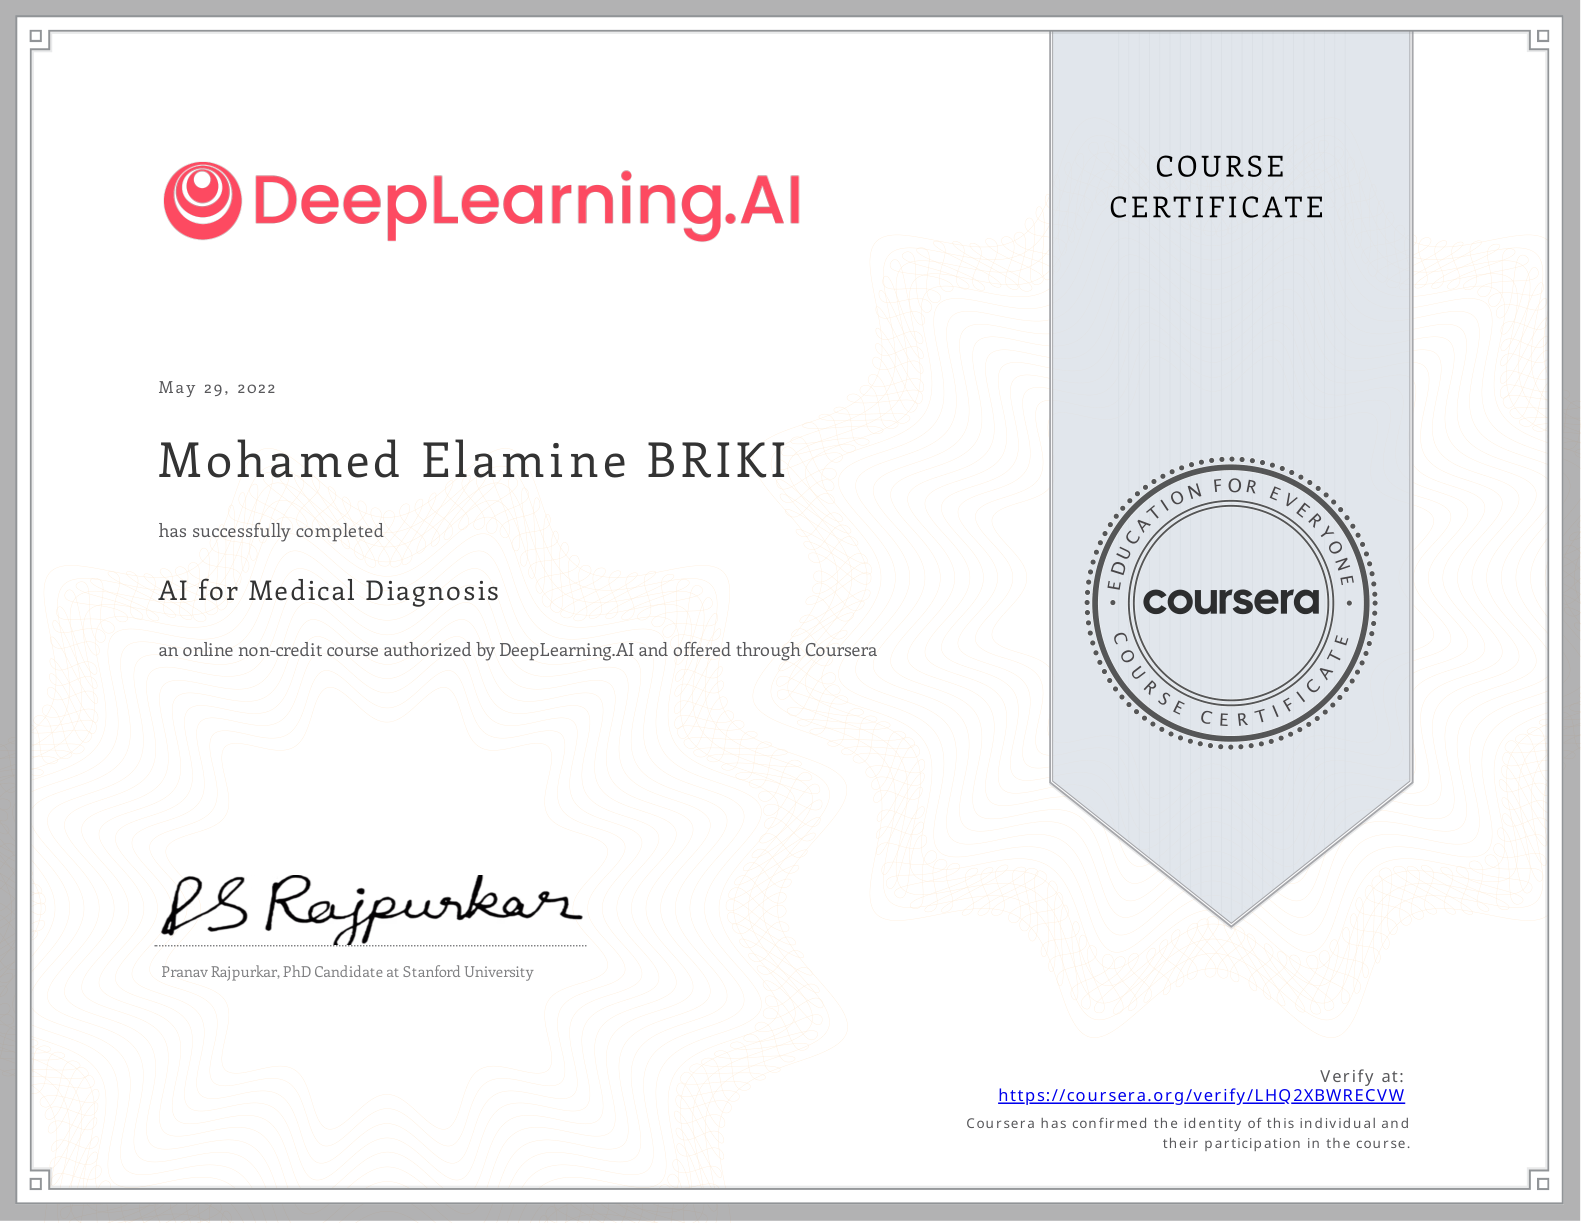 DeepLearning.AI
COURSE
CERTIFICATE
May 29, 2022
Mohamed Elamine BRIKI
has successfully completed
AI for Medical Diagnosis
an online non-credit course authorized by DeepLearning.AI and offered through Coursera
• EDUCATION FOR EVERYONE •
coursera
COURSE CERTIFICATE
PS Rajpurkar
Pranav Rajpurkar, PhD Candidate at Stanford University
Verify at:
https://coursera.org/verify/LHQ2XBWRECVW
Coursera has confirmed the identity of this individual and
their participation in the course.